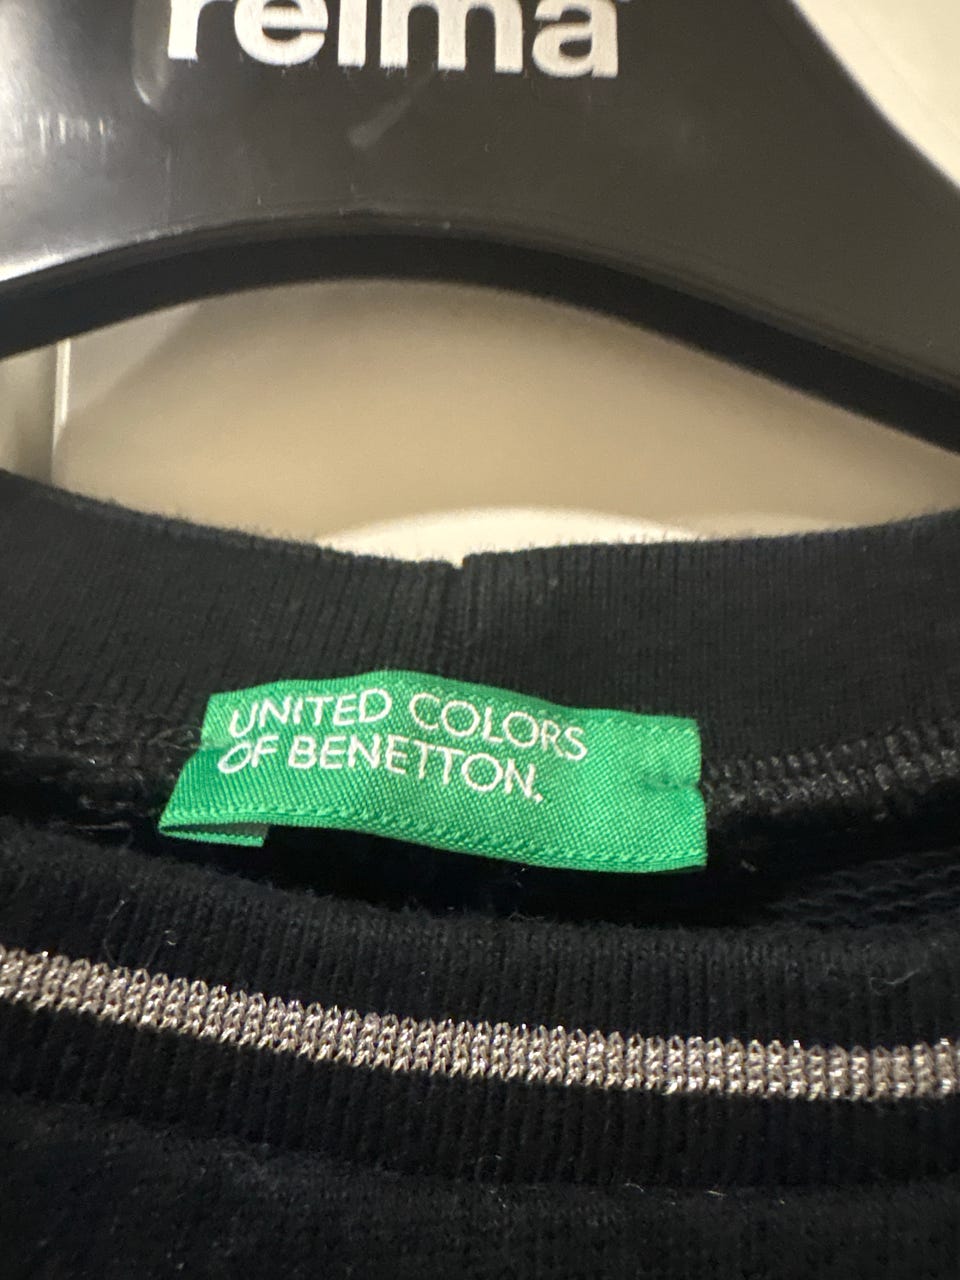 reima
UNITED COLORS
OF BENETTON.